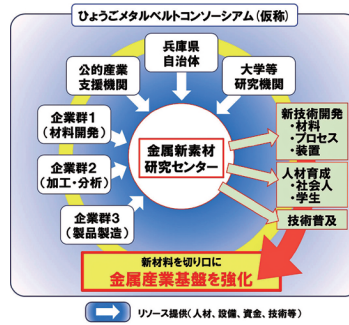 ひょうごメタルベルトコンソーシアム(仮称)
兵庫県
自治体
公的産業
支援機関
大学等
研究機関
企業群1
(材料開発)
企業群2
(加工・分析)
企業群3
(製品製造)
金属新素材
研究センター
新技術開発
・材料
・プロセス
・装置
人材育成
・社会人
・学生
技術普及
新材料を切り口に
金属産業基盤を強化
リソース提供(人材、設備、資金、技術等)